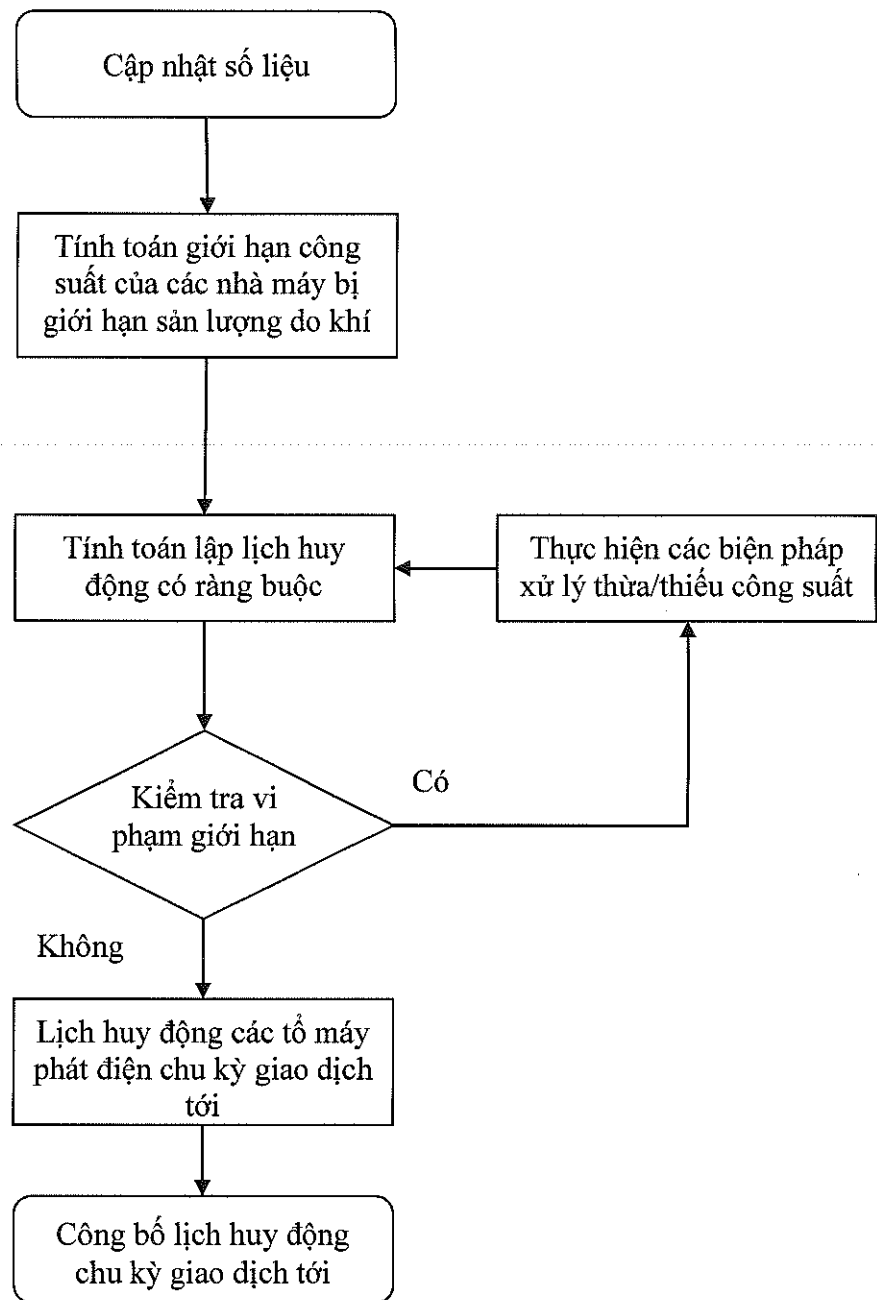 Cập nhật số liệu
Tính toán giới hạn công
suất của các nhà máy bị
giới hạn sản lượng do khí
Tính toán lập lịch huy
động có ràng buộc
Thực hiện các biện pháp
xử lý thừa/thiếu công suất
Kiểm tra vi
phạm giới hạn
Có
Không
Lịch huy động các tổ máy
phát điện chu kỳ giao dịch
tới
Công bố lịch huy động
chu kỳ giao dịch tới